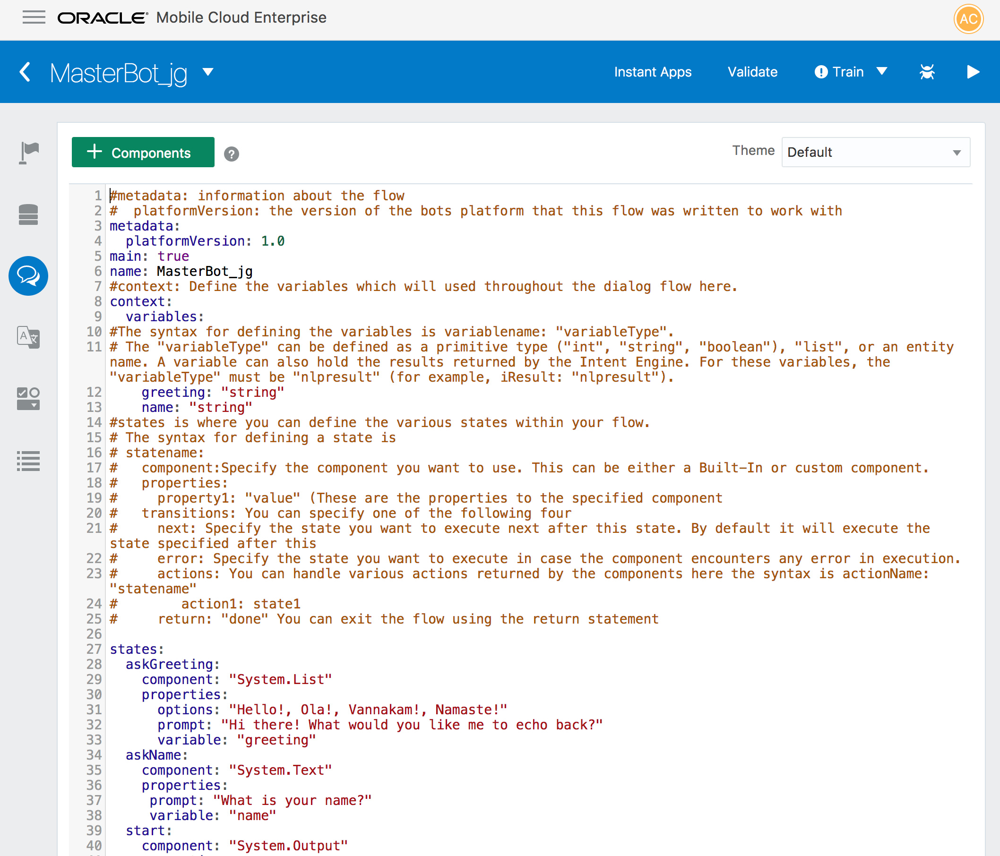 ORACLE® Mobile Cloud Enterprise
AC
MasterBot_jg
Instant Apps
Validate
Train
Components
?
Theme
Default
1 #metadata: information about the flow
2 #  platformVersion: the version of the bots platform that this flow was written to work with
3 metadata:
4   platformVersion: 1.0
5 main: true
6 name: MasterBot_jg
7 #context: Define the variables which will used throughout the dialog flow here.
8 context:
9   variables:
10 #The syntax for defining the variables is variablename: "variableType".
11 # The "variableType" can be defined as a primitive type ("int", "string", "boolean"), "list", or an entity
name. A variable can also hold the results returned by the Intent Engine. For these variables, the
"variableType" must be "nlpresult" (for example, iResult: "nlpresult").
12     greeting: "string"
13     name: "string"
14 #states is where you can define the various states within your flow.
15 # The syntax for defining a state is
16 # statename:
17 #   component:Specify the component you want to use. This can be either a Built-In or custom component.
18 #   properties:
19 #     property1: "value" (These are the properties to the specified component
20 #   transitions: You can specify one of the following four
21 #     next: Specify the state you want to execute next after this state. By default it will execute the
state specified after this
22 #     error: Specify the state you want to execute in case the component encounters any error in execution.
23 #     actions: You can handle various actions returned by the components here the syntax is actionName:
"statename"
24 #        action1: state1
25 #     return: "done" You can exit the flow using the return statement
26
27 states:
28   askGreeting:
29     component: "System.List"
30     properties:
31       options: "Hello!, Ola!, Vannakam!, Namaste!"
32       prompt: "Hi there! What would you like me to echo back?"
33       variable: "greeting"
34   askName:
35     component: "System.Text"
36     properties:
37      prompt: "What is your name?"
38      variable: "name"
39   start:
40     component: "System.Output"